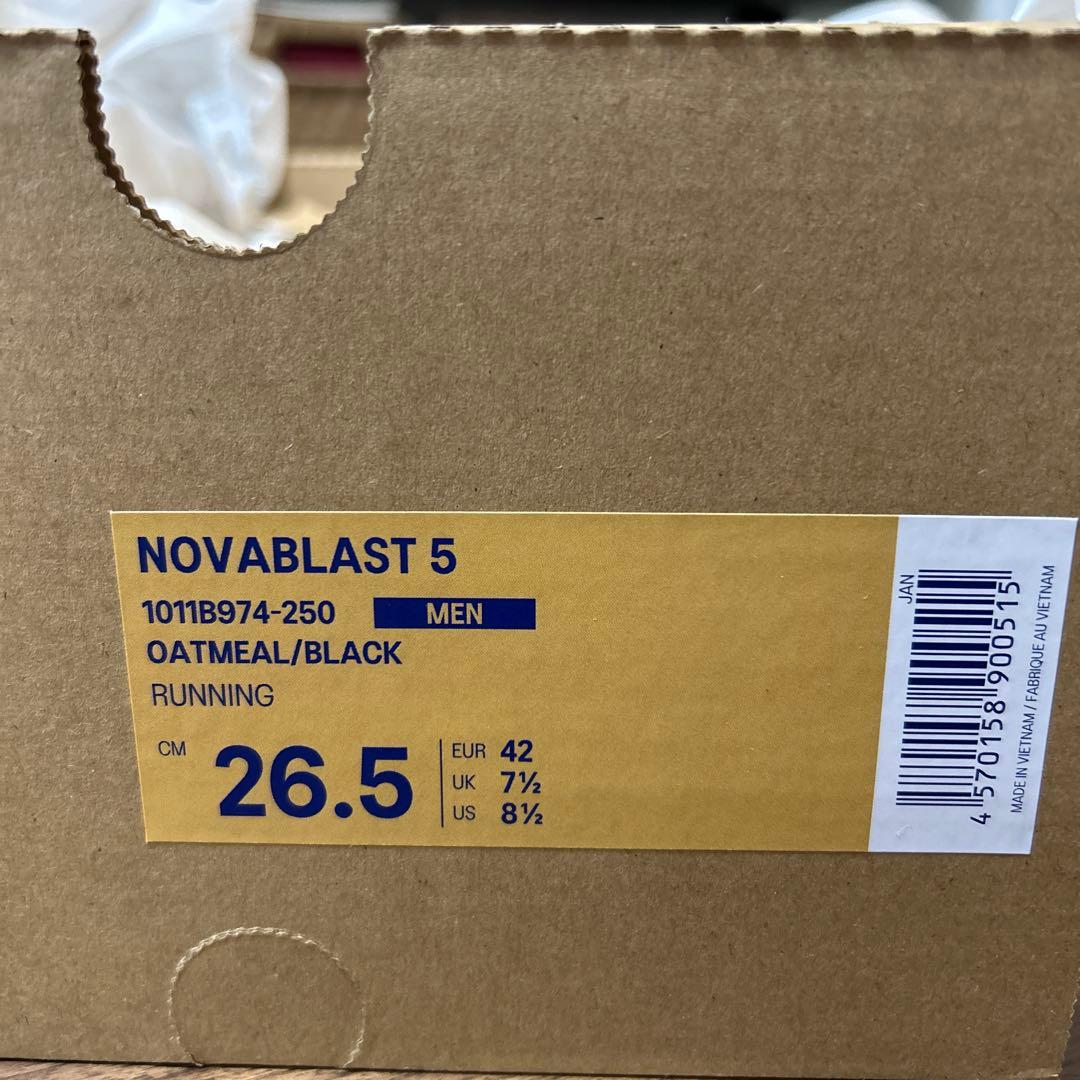 NOVABLAST 5
1011B974-250 MEN
OATMEAL/BLACK
RUNNING
CM 26.5
EUR 42
UK 7½
US 8½
JAN
4 570158 900515
MADE IN VIETNAM / FABRIQUE AU VIETNAM